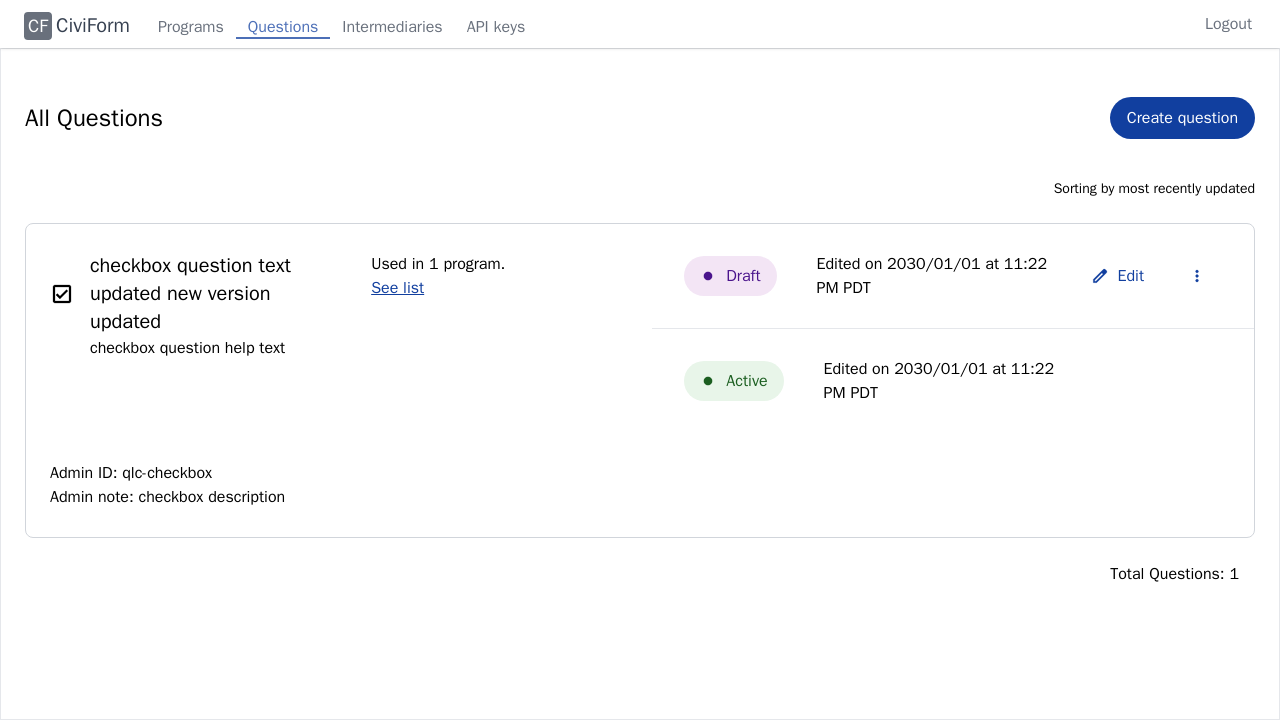 CF CiviForm Programs Questions Intermediaries API keys Logout
All Questions
Create question
Sorting by most recently updated
checkbox question text
updated new version
updated
checkbox question help text
Used in 1 program.
See list
Draft
Edited on 2030/01/01 at 11:22
PM PDT
Edit
Active
Edited on 2030/01/01 at 11:22
PM PDT
Admin ID: qlc-checkbox
Admin note: checkbox description
Total Questions: 1